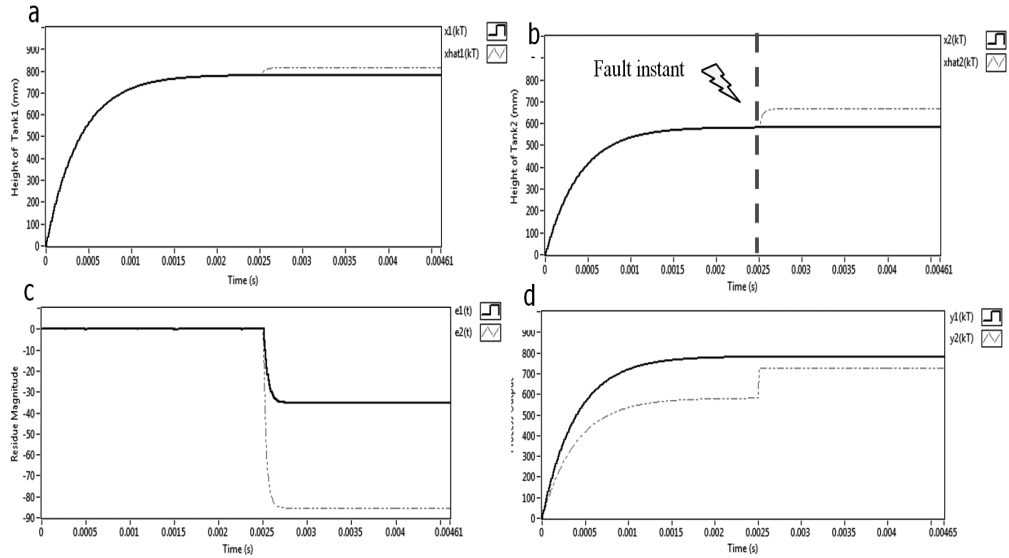 a
x1(kT)
xhat1(kT)
Height of Tank1 (mm)
900
800
700
600
500
400
300
200
100
0
0 0.0005 0.001 0.0015 0.002 0.0025 0.003 0.0035 0.004 0.00461
Time (s)
b
x2(kT)
xhat2(kT)
Fault instant
Height of Tank2 (mm)
800
700
600
500
400
300
200
100
0
0 0.0005 0.001 0.0015 0.002 0.0025 0.003 0.0035 0.004 0.00461
Time (s)
c
e1(t)
e2(t)
Residue Magnitude
0
-10
-20
-30
-40
-50
-60
-70
-80
-90
0 0.0005 0.001 0.0015 0.002 0.0025 0.003 0.0035 0.004 0.00461
Time (s)
d
y1(kT)
y2(kT)
800
700
600
500
400
300
200
100
0
0 0.0005 0.001 0.0015 0.002 0.0025 0.003 0.0035 0.004 0.00465
Time (s)